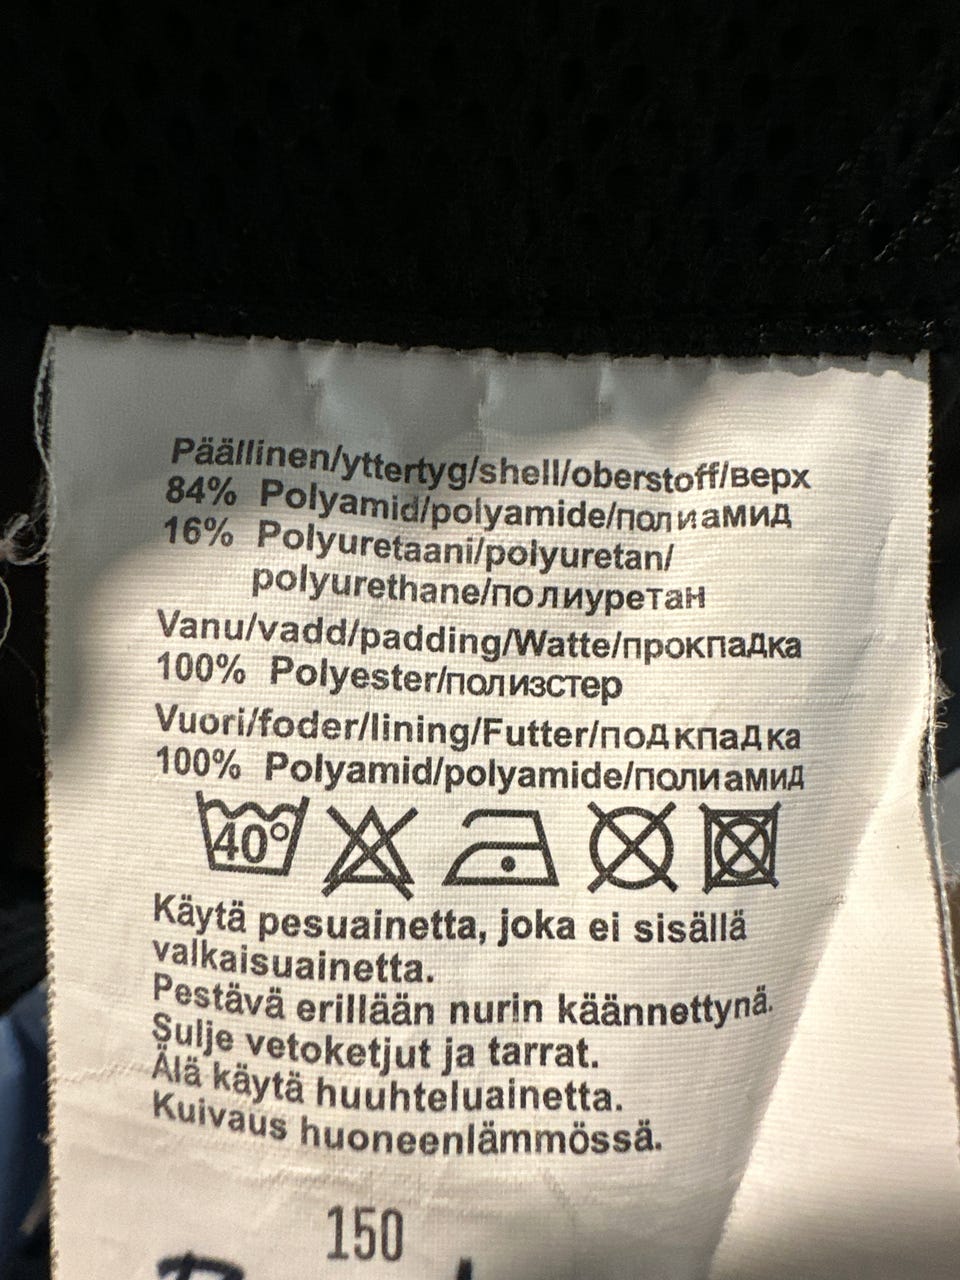 Päällinen/yttertyg/shell/oberstoff/верх
84% Polyamid/polyamide/полиамид
16% Polyuretaani/polyuretan/
polyurethane/полиуретан
Vanu/vadd/padding/Watte/прокпадка
100% Polyester/полизстер
Vuori/foder/lining/Futter/подкпадка
100% Polyamid/polyamide/полиамид
40°
Käytä pesuainetta, joka ei sisällä
valkaisuainetta.
Pestävä erillään nurin käännettynä.
Sulje vetoketjut ja tarrat.
Älä käytä huuhteluainetta.
Kuivaus huoneenlämmössä.
150